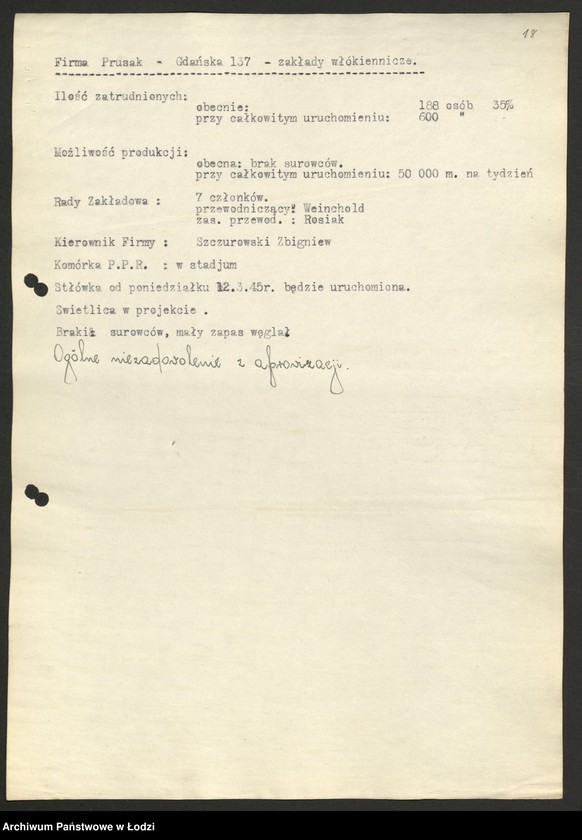 18
Firma Prusak - Gdańska 137 - zakłady włókiennicze.
Ilość zatrudnionych:
obecnie: 188 osób 35%
przy całkowitym uruchomieniu: 600 "
Możliwość produkcji:
obecna: brak surowców.
przy całkowitym uruchomieniu: 50 000 m. na tydzień
Rady Zakładowa : 7 członków.
przewodniczący: Weinchold
zas. przewod. : Rosiak
Kierownik Firmy : Szczurowski Zbigniew
Komórka P.P.R. : w stadjum
Stłówka od poniedziałku 12.3.45r. będzie uruchomiona.
Swietlica w projekcie .
Braki: surowców, mały zapas węgla.
Ogólne niezadowolenie z aprowizacji.
Archiwum Państwowe w Łodzi